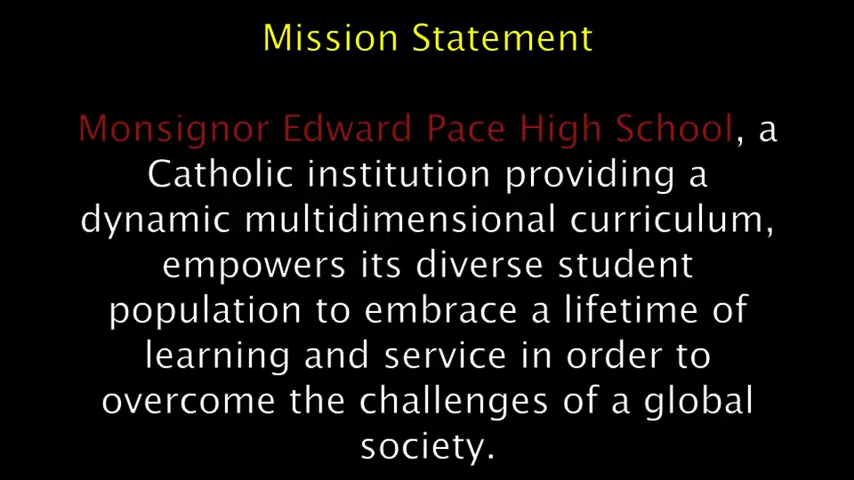 Mission Statement
Monsignor Edward Pace High School, a
Catholic institution providing a
dynamic multidimensional curriculum,
empowers its diverse student
population to embrace a lifetime of
learning and service in order to
overcome the challenges of a global
society.